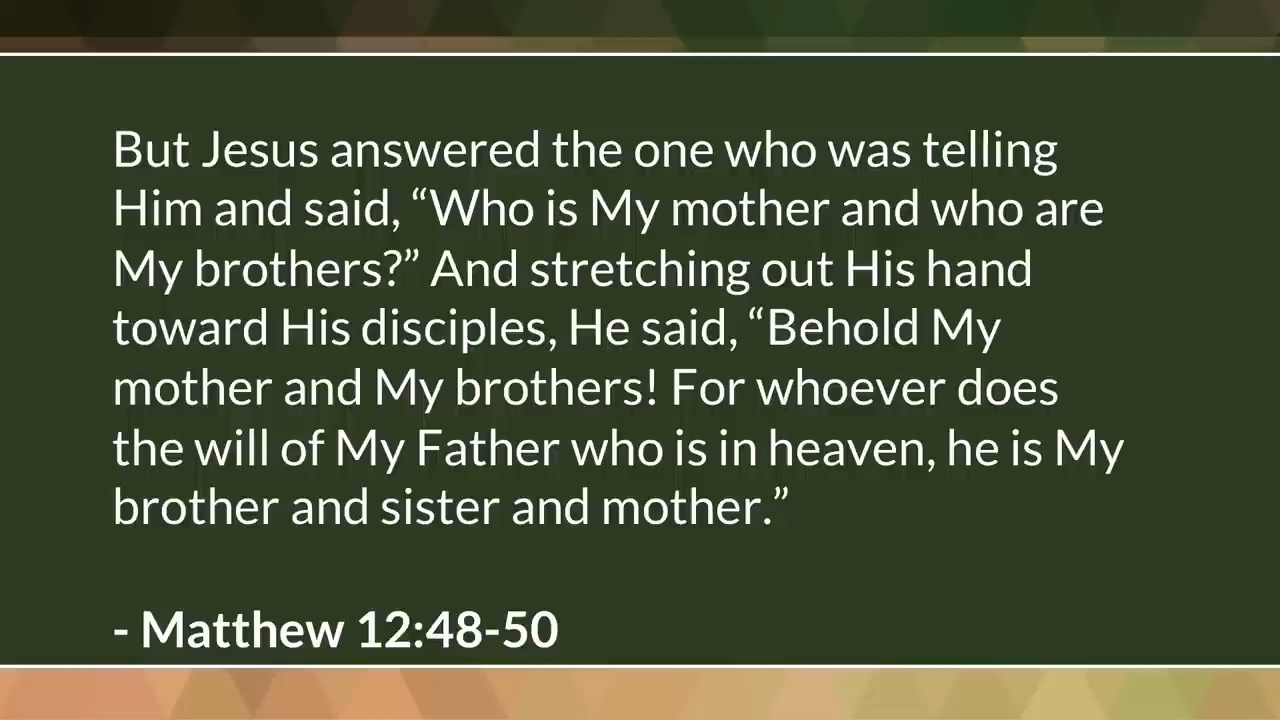 But Jesus answered the one who was telling
Him and said, “Who is My mother and who are
My brothers?” And stretching out His hand
toward His disciples, He said, “Behold My
mother and My brothers! For whoever does
the will of My Father who is in heaven, he is My
brother and sister and mother.”
- Matthew 12:48-50